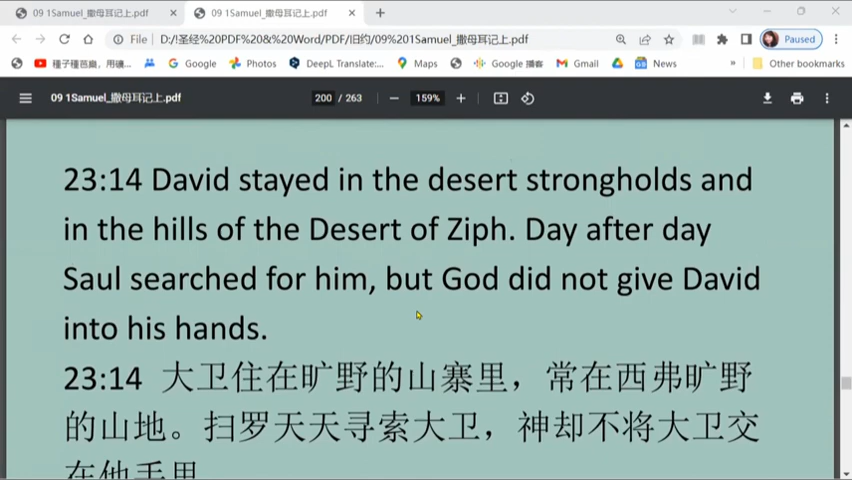 09 1Samuel_撒母耳记上.pdf
09 1Samuel_撒母耳记上.pdf
File D:/!圣经%20PDF%20&%20Word/PDF/旧约/09%201Samuel_撒母耳记上.pdf
Paused
Google
Photos
DeepL Translate:...
Maps
Google 播客
Gmail
News
» Other bookmarks
09 1Samuel_撒母耳记上.pdf
200 / 263
159%
23:14 David stayed in the desert strongholds and
in the hills of the Desert of Ziph. Day after day
Saul searched for him, but God did not give David
into his hands.
23:14 大卫住在旷野的山寨里，常在西弗旷野
的山地。扫罗天天寻索大卫，神却不将大卫交
在他手里